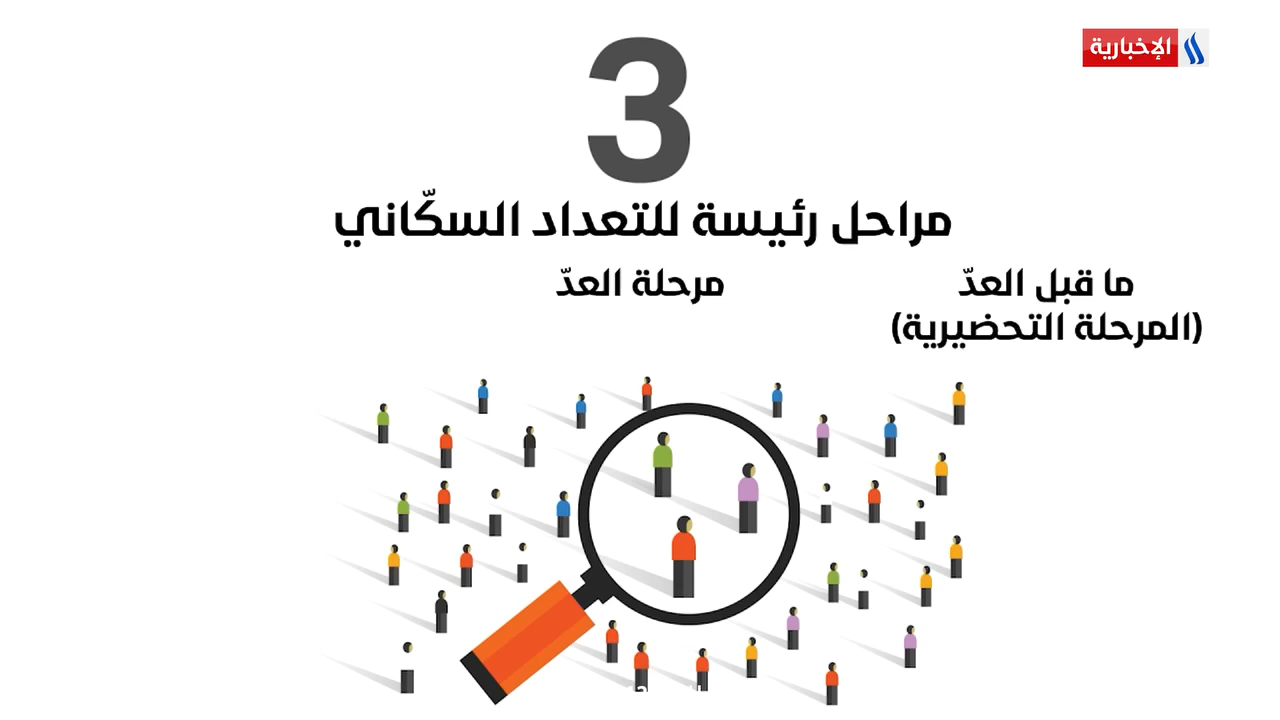 الإخبارية
3
مراحل رئيسة للتعداد السكّاني
ما قبل العدّ
(المرحلة التحضيرية)
مرحلة العدّ